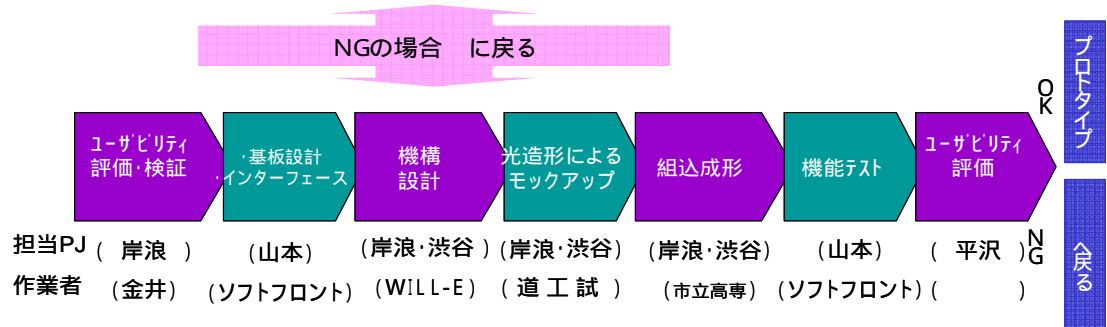 NGの場合　に戻る
ﾕｰｻﾞﾋﾞﾘﾃｨ
評価･検証
･基板設計
･インターフェース
機構
設計
光造形による
モックアップ
組込成形
機能ﾃｽﾄ
ﾕｰｻﾞﾋﾞﾘﾃｨ
評価
OK
プロトタイプ
担当PJ ( 岸浪 ) (山本) (岸浪･渋谷) (岸浪･渋谷) (岸浪･渋谷) (山本) ( 平沢 )
NG
へ戻る
作業者 (金井) (ソフトフロント) (WILL-E) ( 道 工 試 ) (市立高専) (ソフトフロント) (　　　)